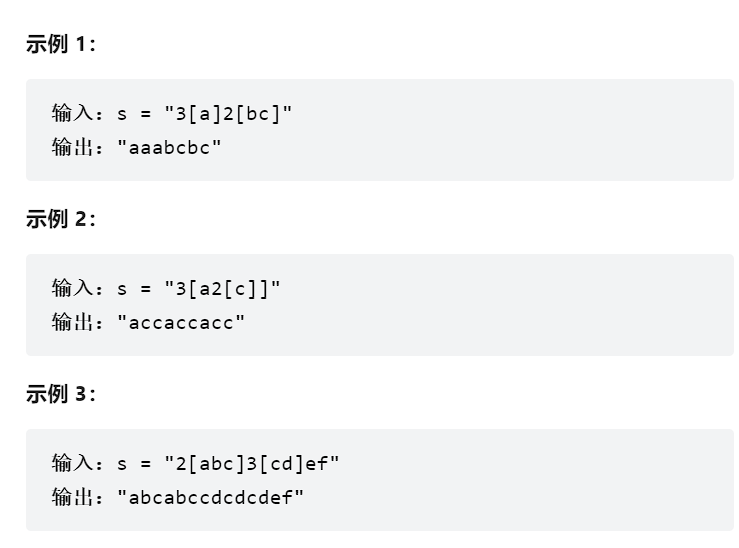 示例 1：
输入：s = "3[a]2[bc]"
输出："aaabcbc"
示例 2：
输入：s = "3[a2[c]]"
输出："accaccacc"
示例 3：
输入：s = "2[abc]3[cd]ef"
输出："abcabccdcdcdef"